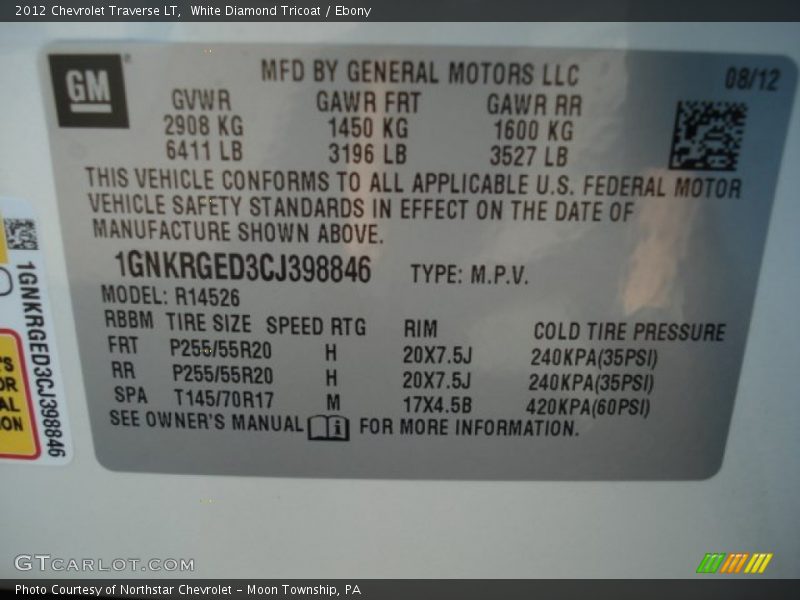 2012 Chevrolet Traverse LT, White Diamond Tricoat / Ebony
GM
MFD BY GENERAL MOTORS LLC 08/12
GVWR GAWR FRT GAWR RR
2908 KG 1450 KG 1600 KG
6411 LB 3196 LB 3527 LB
THIS VEHICLE CONFORMS TO ALL APPLICABLE U.S. FEDERAL MOTOR
VEHICLE SAFETY STANDARDS IN EFFECT ON THE DATE OF
MANUFACTURE SHOWN ABOVE.
1GNKRGED3CJ398846 TYPE: M.P.V.
MODEL: R14526
RBBM TIRE SIZE SPEED RTG RIM COLD TIRE PRESSURE
FRT P255/55R20 H 20X7.5J 240KPA(35PSI)
RR P255/55R20 H 20X7.5J 240KPA(35PSI)
SPA T145/70R17 M 17X4.5B 420KPA(60PSI)
SEE OWNER'S MANUAL FOR MORE INFORMATION.
1GNKRGED3CJ398846
'S
OR
AL
ON
GTCARLOT.COM
Photo Courtesy of Northstar Chevrolet - Moon Township, PA